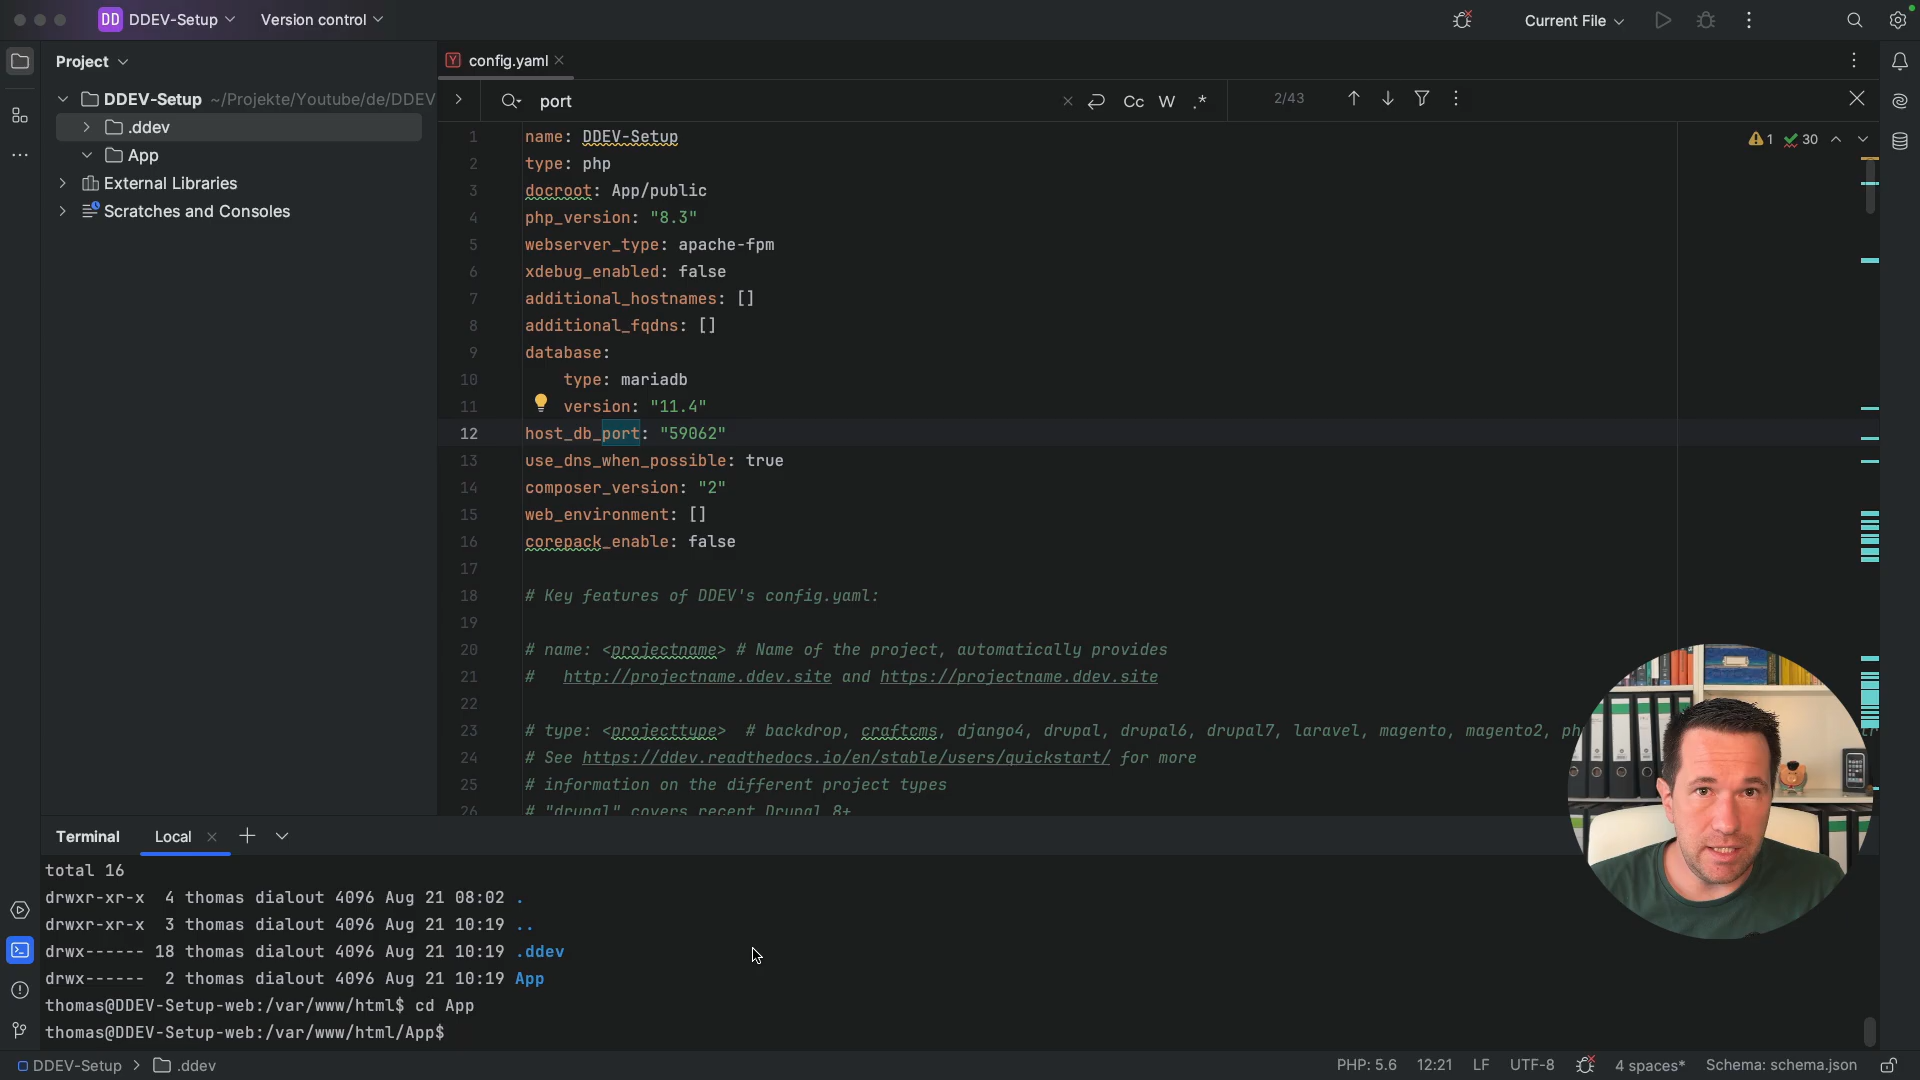 DD DDEV-Setup Version control Current File
Project
config.yaml
DDEV-Setup ~/Projekte/Youtube/de/DDEV
.ddev
App
External Libraries
Scratches and Consoles
port Cc W .* 2/43
1 30
1 name: DDEV-Setup
2 type: php
3 docroot: App/public
4 php_version: "8.3"
5 webserver_type: apache-fpm
6 xdebug_enabled: false
7 additional_hostnames: []
8 additional_fqdns: []
9 database:
10 type: mariadb
11 version: "11.4"
12 host_db_port: "59062"
13 use_dns_when_possible: true
14 composer_version: "2"
15 web_environment: []
16 corepack_enable: false
17
18 # Key features of DDEV's config.yaml:
19
20 # name: <projectname> # Name of the project, automatically provides
21 # http://projectname.ddev.site and https://projectname.ddev.site
22
23 # type: <projecttype> # backdrop, craftcms, django4, drupal, drupal6, drupal7, laravel, magento, magento2, ph
24 # See https://ddev.readthedocs.io/en/stable/users/quickstart/ for more
25 # information on the different project types
26 # "drupal" covers recent Drupal 8+
Terminal Local
total 16
drwxr-xr-x 4 thomas dialout 4096 Aug 21 08:02 .
drwxr-xr-x 3 thomas dialout 4096 Aug 21 10:19 ..
drwx------ 18 thomas dialout 4096 Aug 21 10:19 .ddev
drwx------ 2 thomas dialout 4096 Aug 21 10:19 App
thomas@DDEV-Setup-web:/var/www/html$ cd App
thomas@DDEV-Setup-web:/var/www/html/App$
DDEV-Setup > .ddev PHP: 5.6 12:21 LF UTF-8 4 spaces* Schema: schema.json